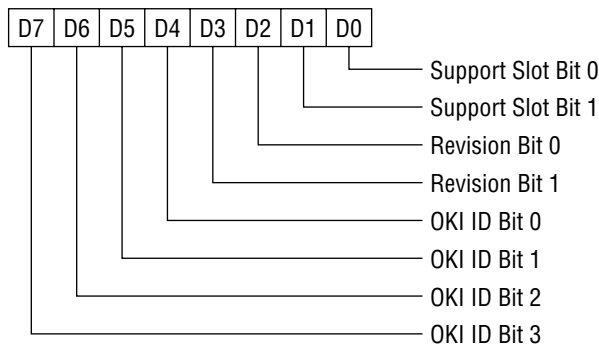 D7 D6 D5 D4 D3 D2 D1 D0
Support Slot Bit 0
Support Slot Bit 1
Revision Bit 0
Revision Bit 1
OKI ID Bit 0
OKI ID Bit 1
OKI ID Bit 2
OKI ID Bit 3